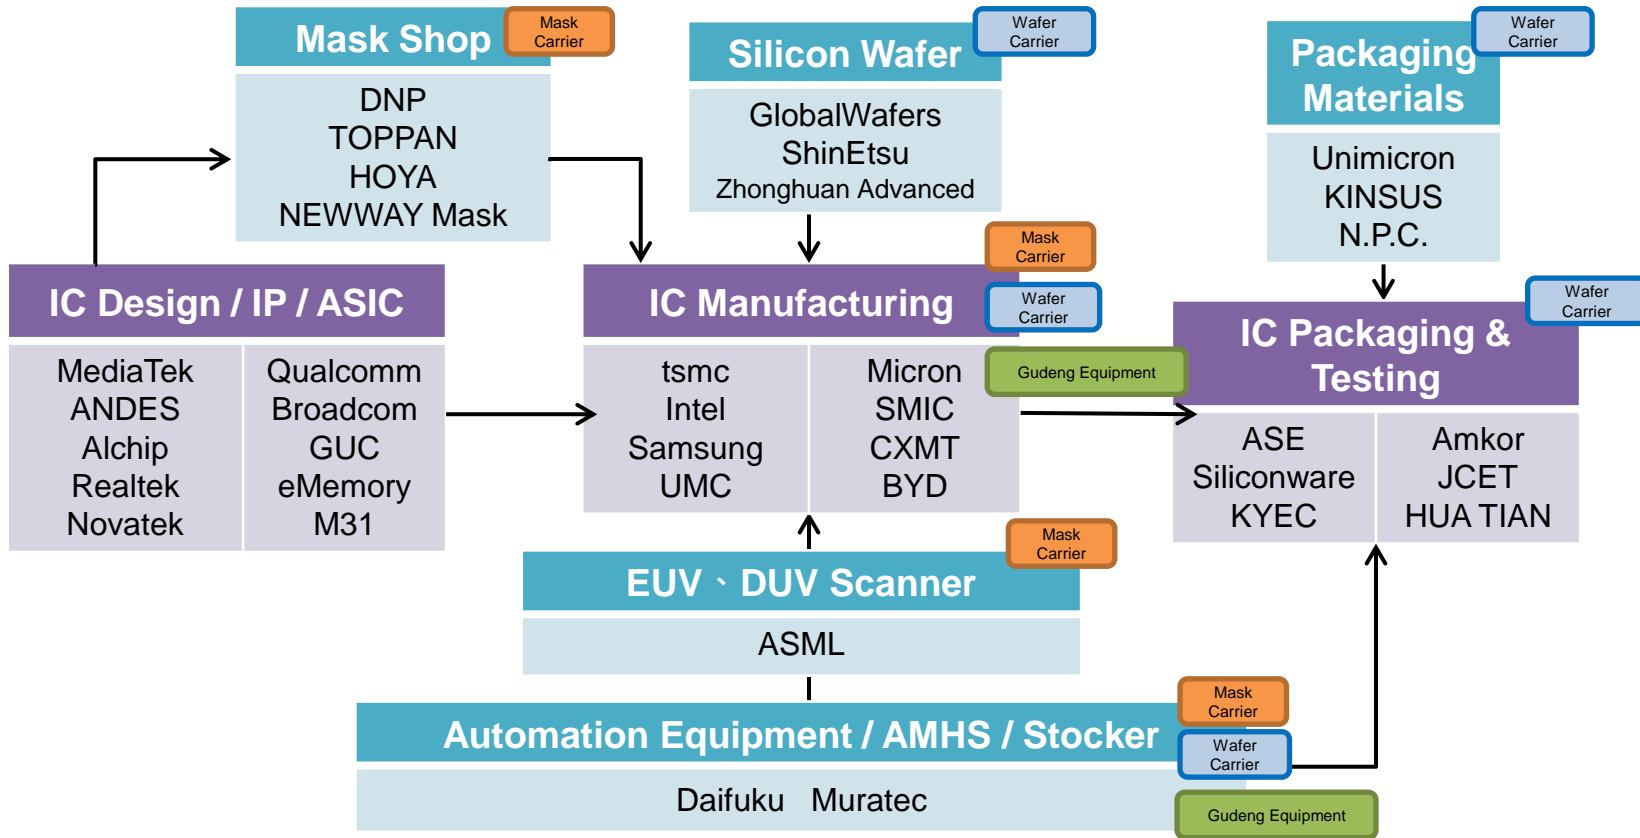 Mask Shop
Mask
Carrier
DNP
TOPPAN
HOYA
NEWWAY Mask
Silicon Wafer
Wafer
Carrier
GlobalWafers
ShinEtsu
Zhonghuan Advanced
Packaging
Materials
Wafer
Carrier
Unimicron
KINSUS
N.P.C.
IC Design / IP / ASIC
MediaTek
ANDES
Alchip
Realtek
Novatek
Qualcomm
Broadcom
GUC
eMemory
M31
IC Manufacturing
Mask
Carrier
Wafer
Carrier
Gudeng Equipment
tsmc
Intel
Samsung
UMC
Micron
SMIC
CXMT
BYD
IC Packaging &
Testing
Wafer
Carrier
ASE
Siliconware
KYEC
Amkor
JCET
HUA TIAN
EUV、DUV Scanner
Mask
Carrier
ASML
Automation Equipment / AMHS / Stocker
Mask
Carrier
Wafer
Carrier
Gudeng Equipment
Daifuku Muratec